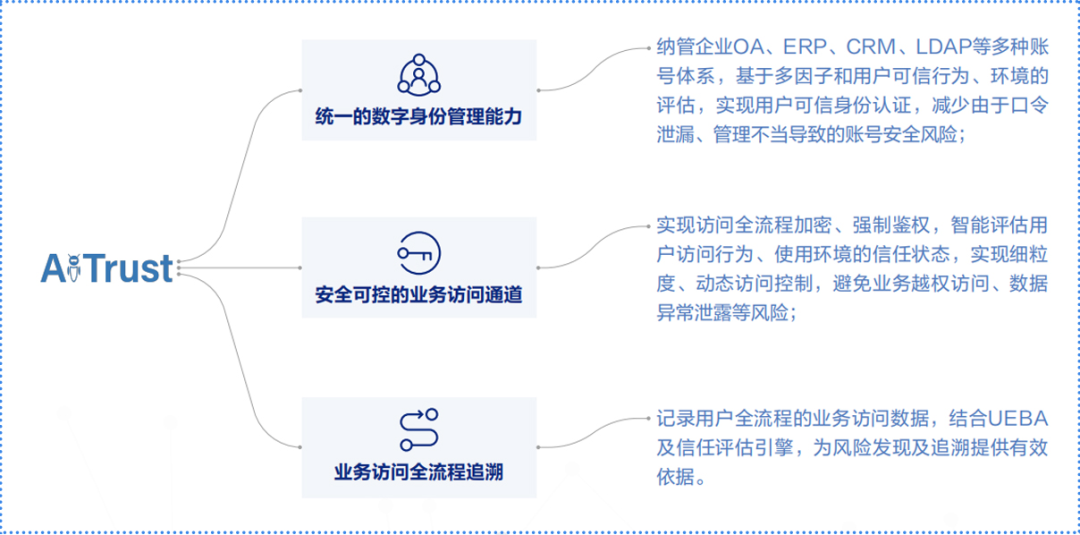 统一的数字身份管理能力
纳管企业OA、ERP、CRM、LDAP等多种账
号体系，基于多因子和用户可信行为、环境的
评估，实现用户可信身份认证，减少由于口令
泄漏、管理不当导致的账号安全风险；
AiTrust
安全可控的业务访问通道
实现访问全流程加密、强制鉴权，智能评估用
户访问行为、使用环境的信任状态，实现细粒
度、动态访问控制，避免业务越权访问、数据
异常泄露等风险；
业务访问全流程追溯
记录用户全流程的业务访问数据，结合UEBA
及信任评估引擎，为风险发现及追溯提供有效
依据。